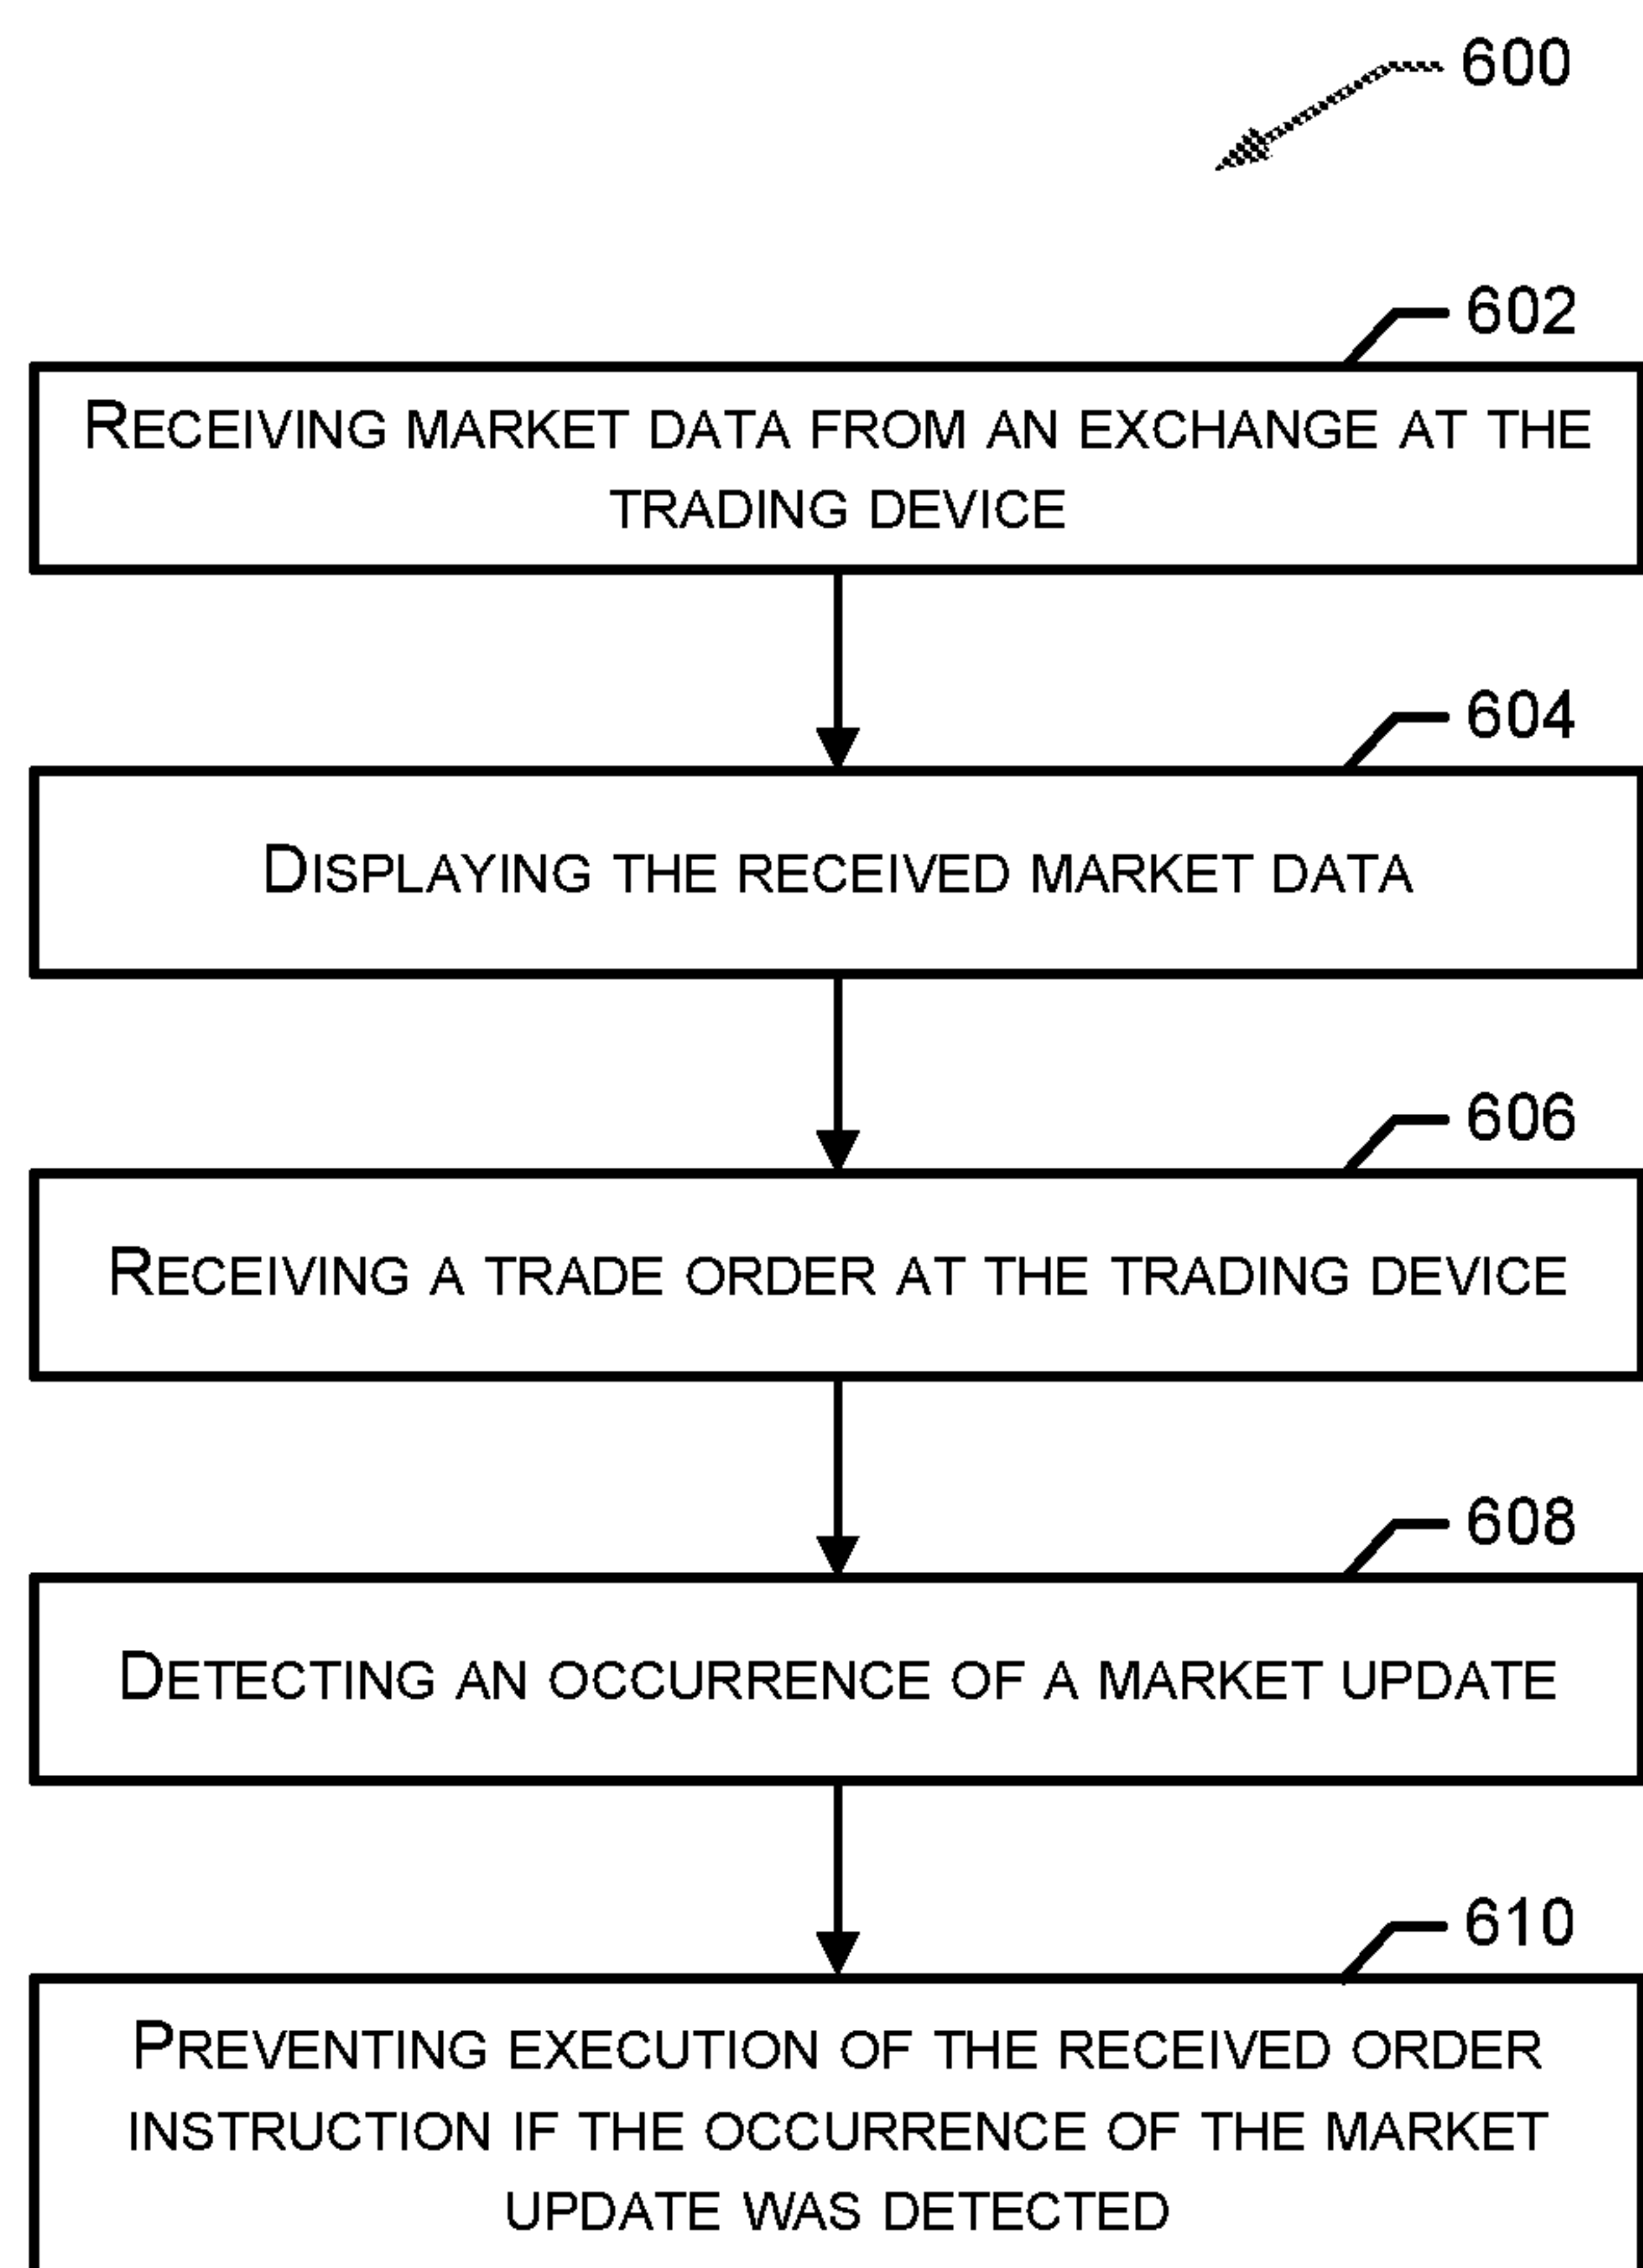 600
602
RECEIVING MARKET DATA FROM AN EXCHANGE AT THE
TRADING DEVICE
604
DISPLAYING THE RECEIVED MARKET DATA
606
RECEIVING A TRADE ORDER AT THE TRADING DEVICE
608
DETECTING AN OCCURRENCE OF A MARKET UPDATE
610
PREVENTING EXECUTION OF THE RECEIVED ORDER
INSTRUCTION IF THE OCCURRENCE OF THE MARKET
UPDATE WAS DETECTED